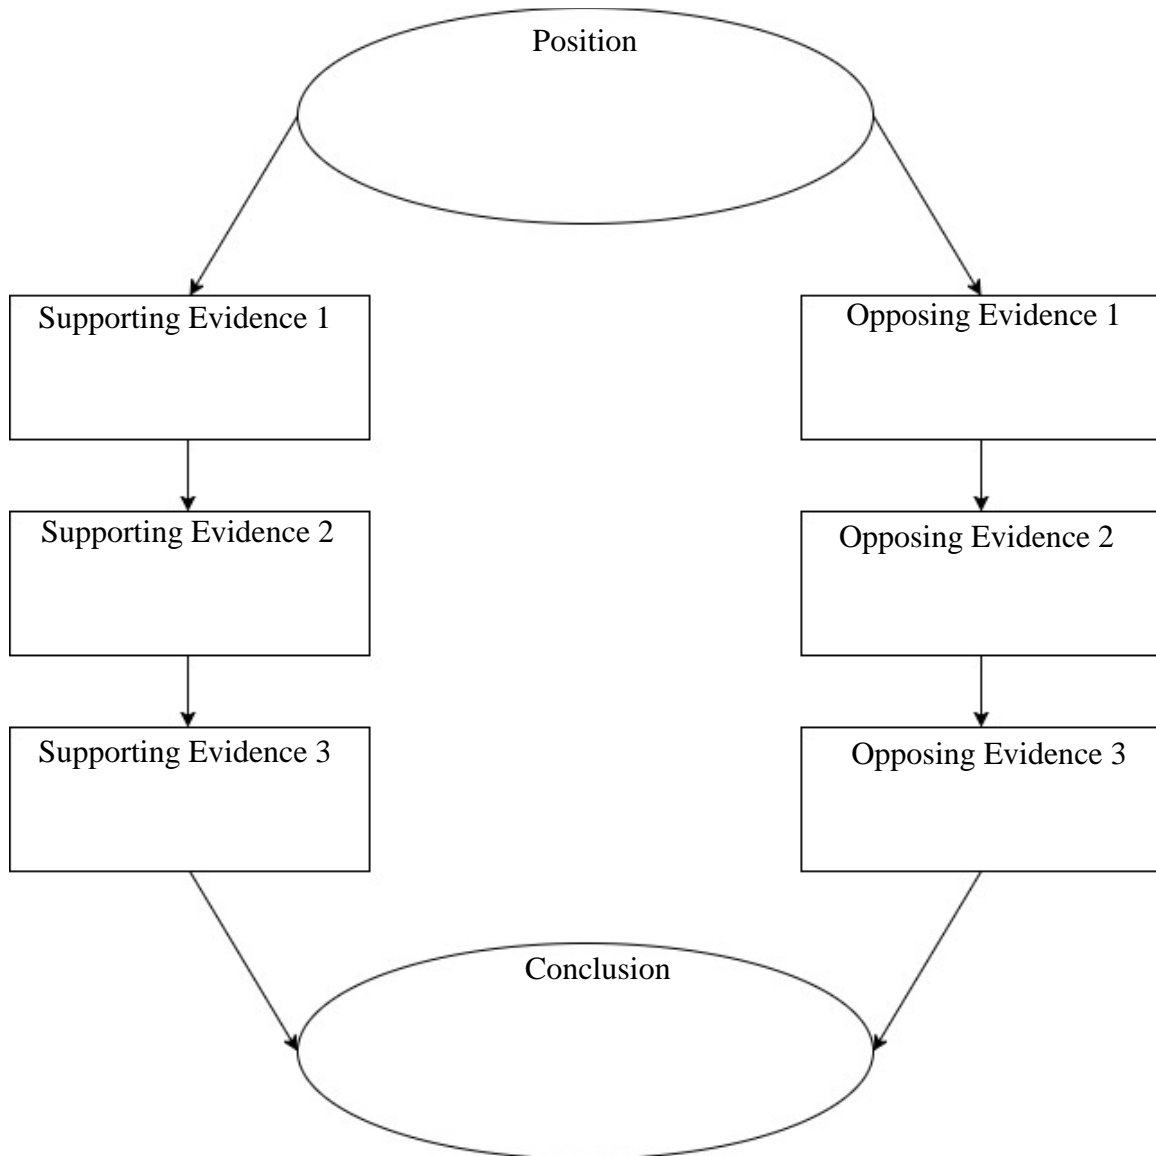 Position
Supporting Evidence 1
Opposing Evidence 1
Supporting Evidence 2
Opposing Evidence 2
Supporting Evidence 3
Opposing Evidence 3
Conclusion